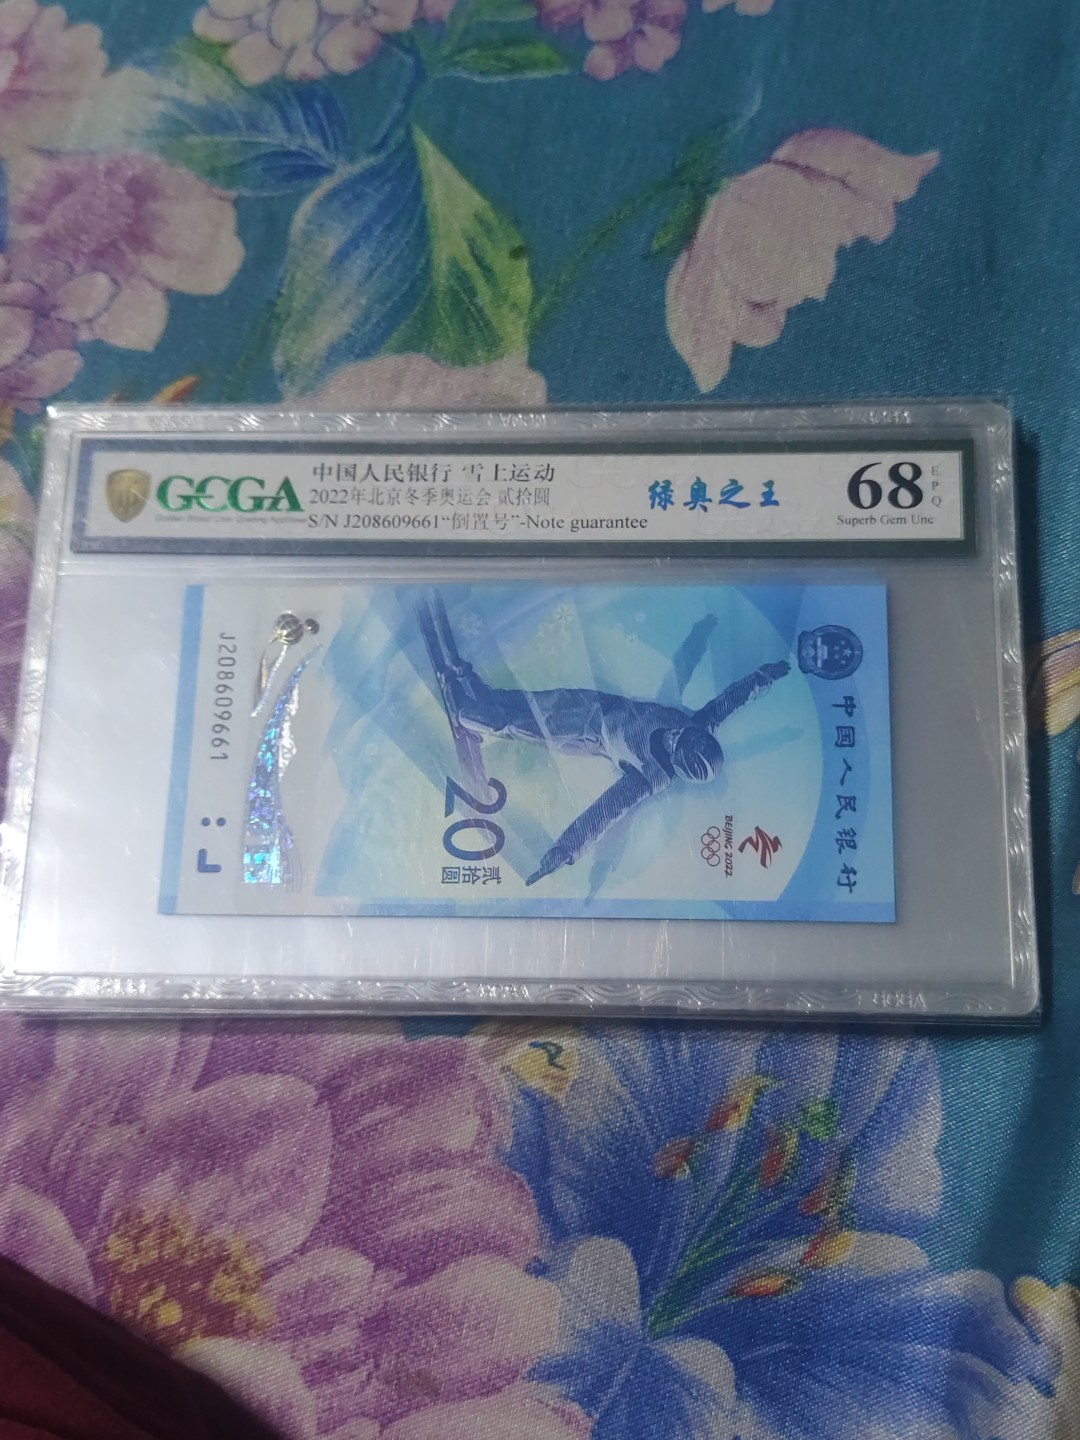 GCGA
中国人民银行 雪上运动
2022年北京冬季奥运会 贰拾圆
S/N J208609661“倒置号”-Note guarantee
绿奥之王
68
EPQ
Superb Gem Unc
J208609661
20
贰拾圆
BEIJING 2022
中国人民银行
GCGA